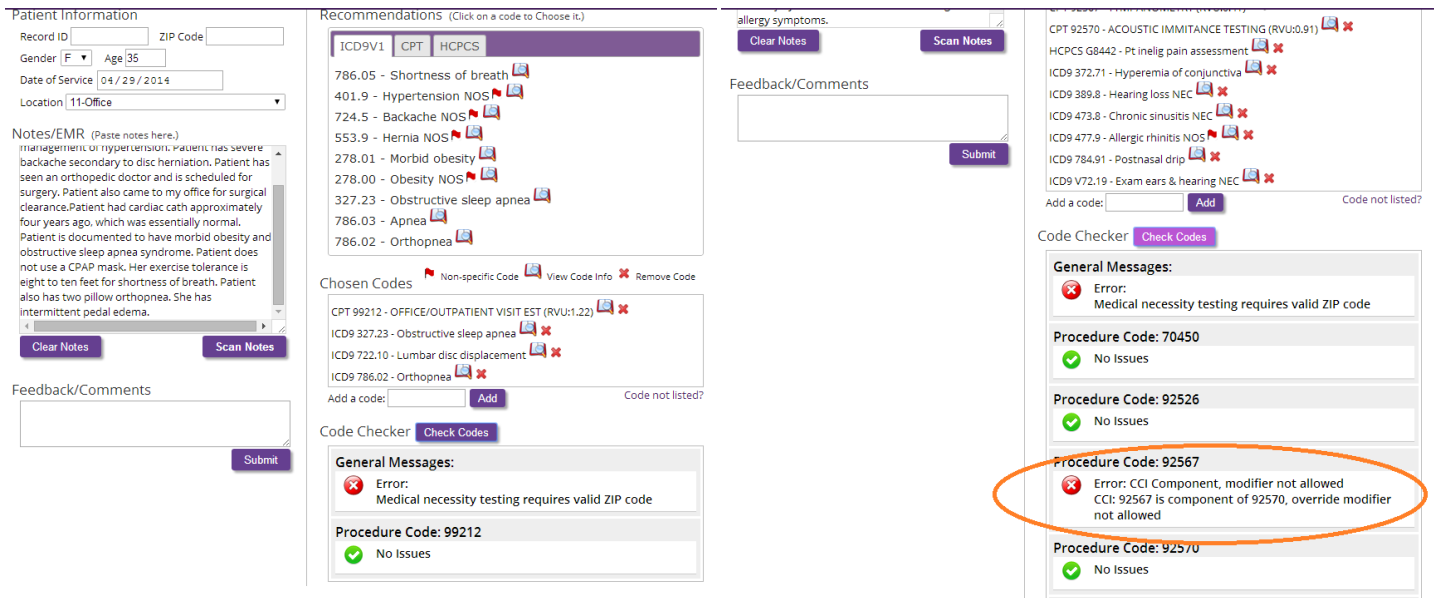 Patient Information
Record ID ZIP Code
Gender F Age 35
Date of Service 04/29/2014
Location 11-Office
Notes/EMR (Paste notes here.)
management of hypertension. Patient has severe
backache secondary to disc herniation. Patient has
seen an orthopedic doctor and is scheduled for
surgery. Patient also came to my office for surgical
clearance.Patient had cardiac cath approximately
four years ago, which was essentially normal.
Patient is documented to have morbid obesity and
obstructive sleep apnea syndrome. Patient does
not use a CPAP mask. Her exercise tolerance is
eight to ten feet for shortness of breath. Patient
also has two pillow orthopnea. She has
intermittent pedal edema.
Clear Notes Scan Notes
Feedback/Comments
Submit
Recommendations (Click on a code to Choose it.)
ICD9V1 CPT HCPCS
786.05 - Shortness of breath
401.9 - Hypertension NOS
724.5 - Backache NOS
553.9 - Hernia NOS
278.01 - Morbid obesity
278.00 - Obesity NOS
327.23 - Obstructive sleep apnea
786.03 - Apnea
786.02 - Orthopnea
Non-specific Code View Code Info Remove Code
Chosen Codes
CPT 99212 - OFFICE/OUTPATIENT VISIT EST (RVU:1.22)
ICD9 327.23 - Obstructive sleep apnea
ICD9 722.10 - Lumbar disc displacement
ICD9 786.02 - Orthopnea
Add a code: Add Code not listed?
Code Checker Check Codes
General Messages:
Error:
Medical necessity testing requires valid ZIP code
Procedure Code: 99212
No Issues
allergy symptoms.
Clear Notes Scan Notes
Feedback/Comments
Submit
CPT 92570 - ACOUSTIC IMMITANCE TESTING (RVU:0.91)
HCPCS G8442 - Pt inelig pain assessment
ICD9 372.71 - Hyperemia of conjunctiva
ICD9 389.8 - Hearing loss NEC
ICD9 473.8 - Chronic sinusitis NEC
ICD9 477.9 - Allergic rhinitis NOS
ICD9 784.91 - Postnasal drip
ICD9 V72.19 - Exam ears & hearing NEC
Add a code: Add Code not listed?
Code Checker Check Codes
General Messages:
Error:
Medical necessity testing requires valid ZIP code
Procedure Code: 70450
No Issues
Procedure Code: 92526
No Issues
Procedure Code: 92567
Error: CCI Component, modifier not allowed
CCI: 92567 is component of 92570, override modifier
not allowed
Procedure Code: 92570
No Issues